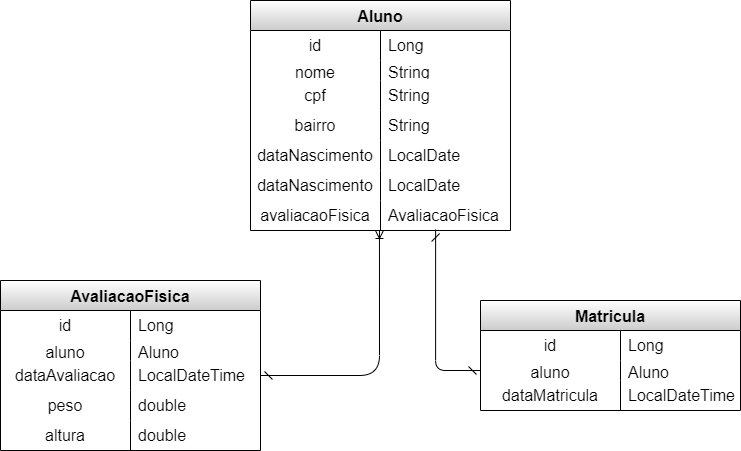 Aluno
id Long
nome String
cpf String
bairro String
dataNascimento LocalDate
dataNascimento LocalDate
avaliacaoFisica AvaliacaoFisica
AvaliacaoFisica
id Long
aluno Aluno
dataAvaliacao LocalDateTime
peso double
altura double
Matricula
id Long
aluno Aluno
dataMatricula LocalDateTime